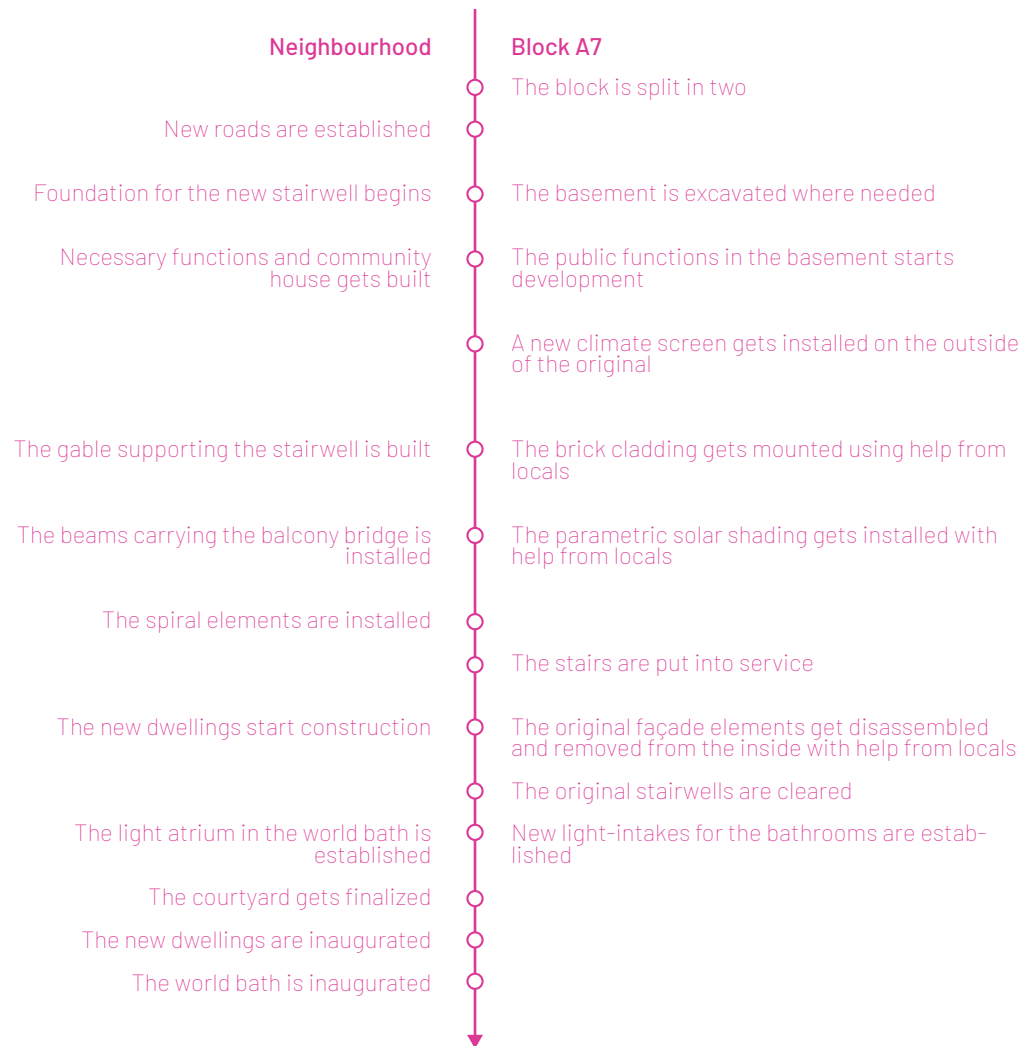 Neighbourhood
Block A7
The block is split in two
New roads are established
Foundation for the new stairwell begins
The basement is excavated where needed
Necessary functions and community
house gets built
The public functions in the basement starts
development
A new climate screen gets installed on the outside
of the original
The gable supporting the stairwell is built
The brick cladding gets mounted using help from
locals
The beams carrying the balcony bridge is
installed
The parametric solar shading gets installed with
help from locals
The spiral elements are installed
The stairs are put into service
The new dwellings start construction
The original façade elements get disassembled
and removed from the inside with help from locals
The original stairwells are cleared
The light atrium in the world bath is
established
New light-intakes for the bathrooms are estab-
lished
The courtyard gets finalized
The new dwellings are inaugurated
The world bath is inaugurated